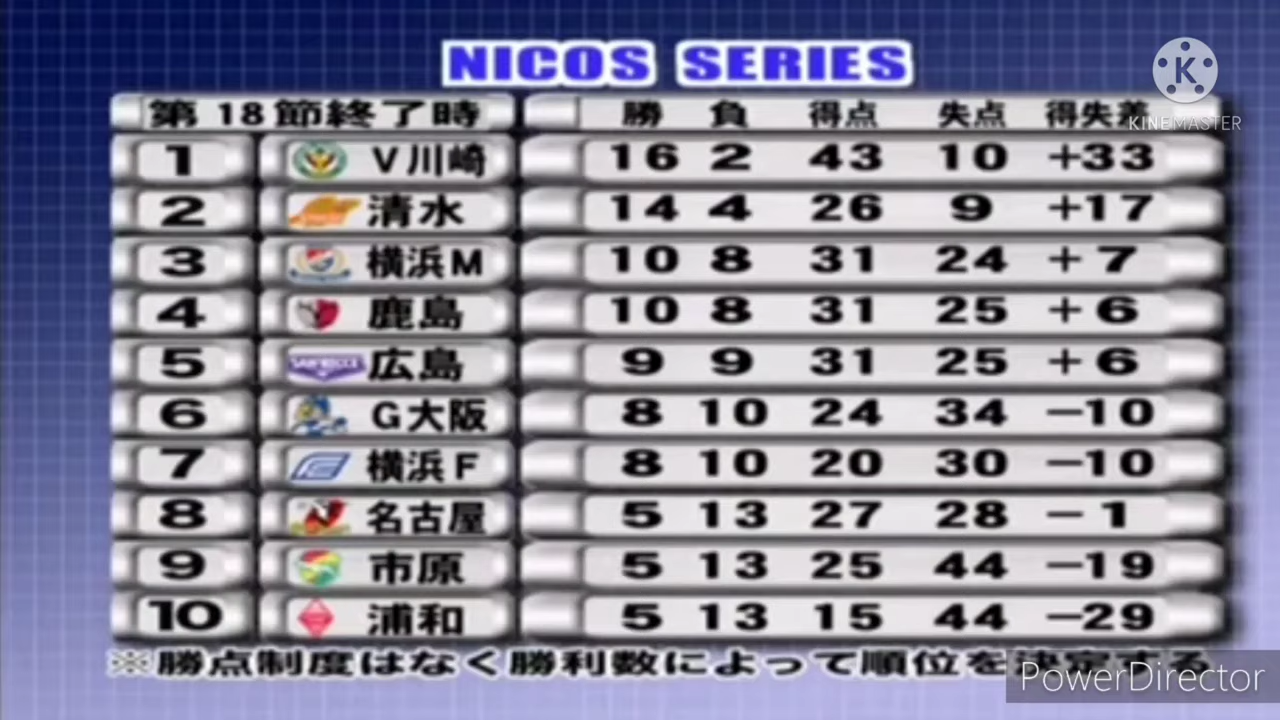 NICOS SERIES
K
KINEMASTER
第18節終了時 勝 負 得点 失点 得失差
1 V川崎 16 2 43 10 +33
2 清水 14 4 26 9 +17
3 横浜M 10 8 31 24 +7
4 鹿島 10 8 31 25 +6
5 広島 9 9 31 25 +6
6 G大阪 8 10 24 34 -10
7 横浜F 8 10 20 30 -10
8 名古屋 5 13 27 28 -1
9 市原 5 13 25 44 -19
10 浦和 5 13 15 44 -29
※勝点制度はなく勝利数によって順位を決定する
PowerDirector